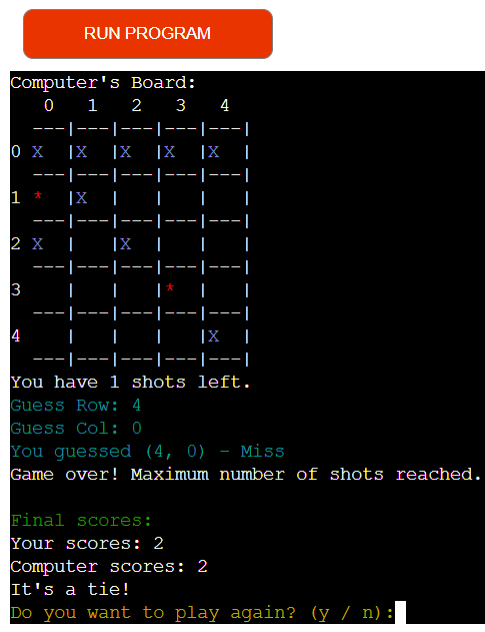 RUN PROGRAM
Computer's Board:
   0   1   2   3   4
  ---|---|---|---|---|
0 X  |X  |X  |X  |X  |
  ---|---|---|---|---|
1 *  |X  |   |   |   |
  ---|---|---|---|---|
2 X  |   |X  |   |   |
  ---|---|---|---|---|
3    |   |   |*  |   |
  ---|---|---|---|---|
4    |   |   |   |X  |
  ---|---|---|---|---|
You have 1 shots left.
Guess Row: 4
Guess Col: 0
You guessed (4, 0) - Miss
Game over! Maximum number of shots reached.
Final scores:
Your scores: 2
Computer scores: 2
It's a tie!
Do you want to play again? (y / n):